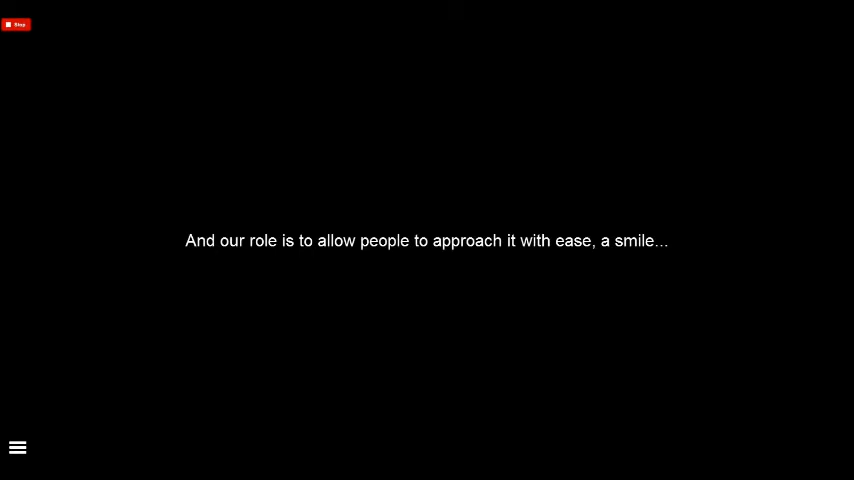 Stop
And our role is to allow people to approach it with ease, a smile...